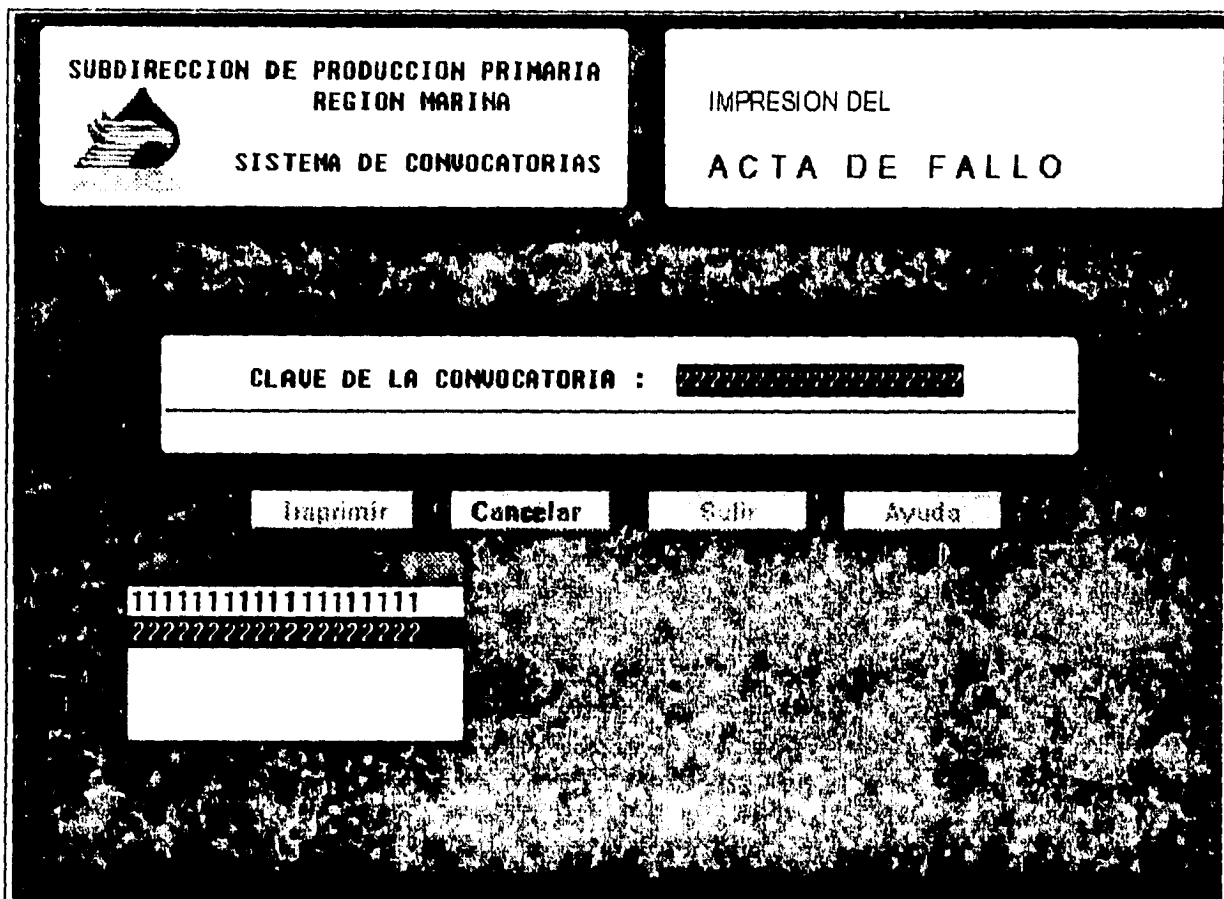 SUBDIRECCION DE PRODUCCION PRIMARIA
REGION MARINA
SISTEMA DE CONVOCATORIAS
IMPRESION DEL
ACTA DE FALLO
CLAVE DE LA CONVOCATORIA : ????????????????????
Imprimir Cancelar Salir Ayuda
11111111111111111111
????????????????????